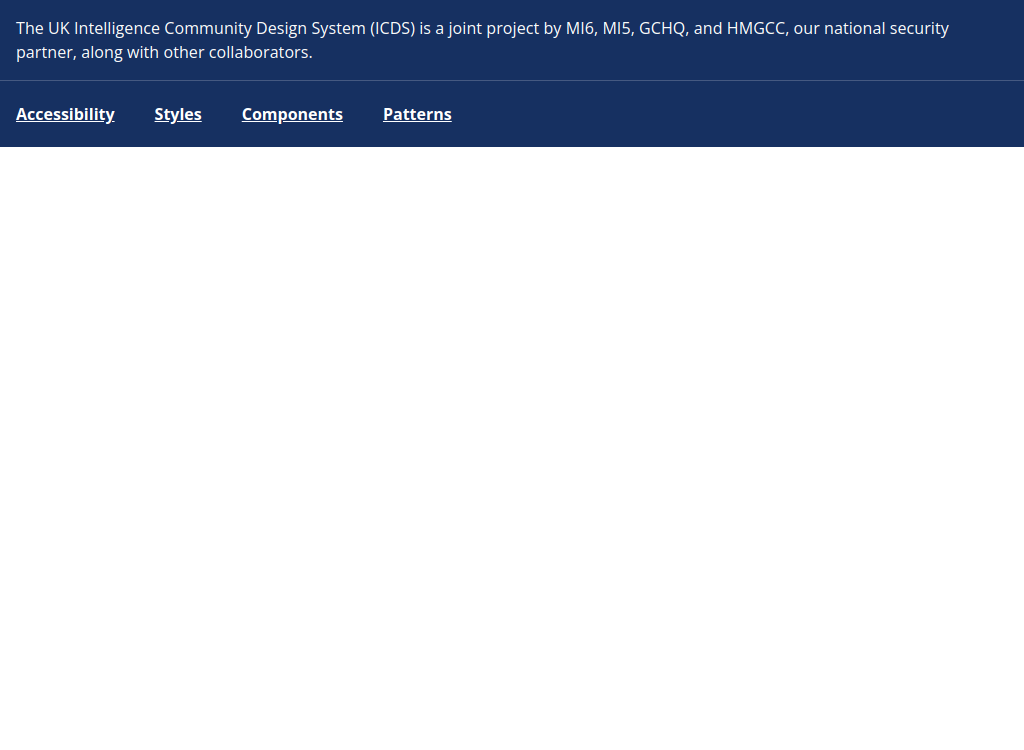 The UK Intelligence Community Design System (ICDS) is a joint project by MI6, MI5, GCHQ, and HMGCC, our national security
partner, along with other collaborators.
Accessibility Styles Components Patterns